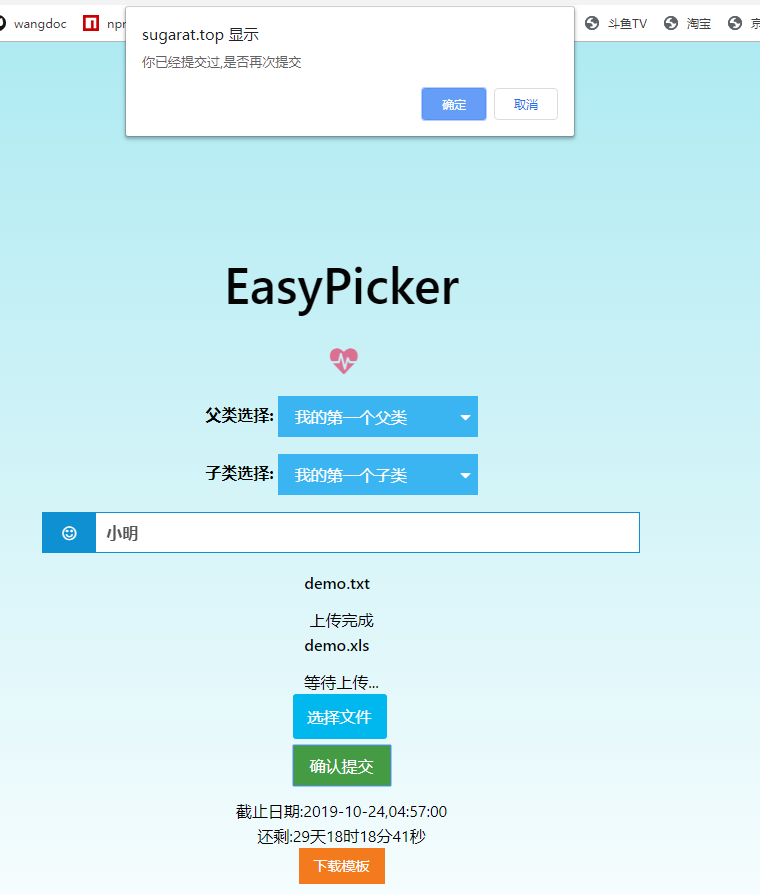 wangdoc npr 斗鱼TV 淘宝
sugarat.top 显示
你已经提交过,是否再次提交
确定 取消
EasyPicker
父类选择: 我的第一个父类
子类选择: 我的第一个子类
小明
demo.txt
上传完成
demo.xls
等待上传...
选择文件
确认提交
截止日期:2019-10-24,04:57:00
还剩:29天18时18分41秒
下载模板